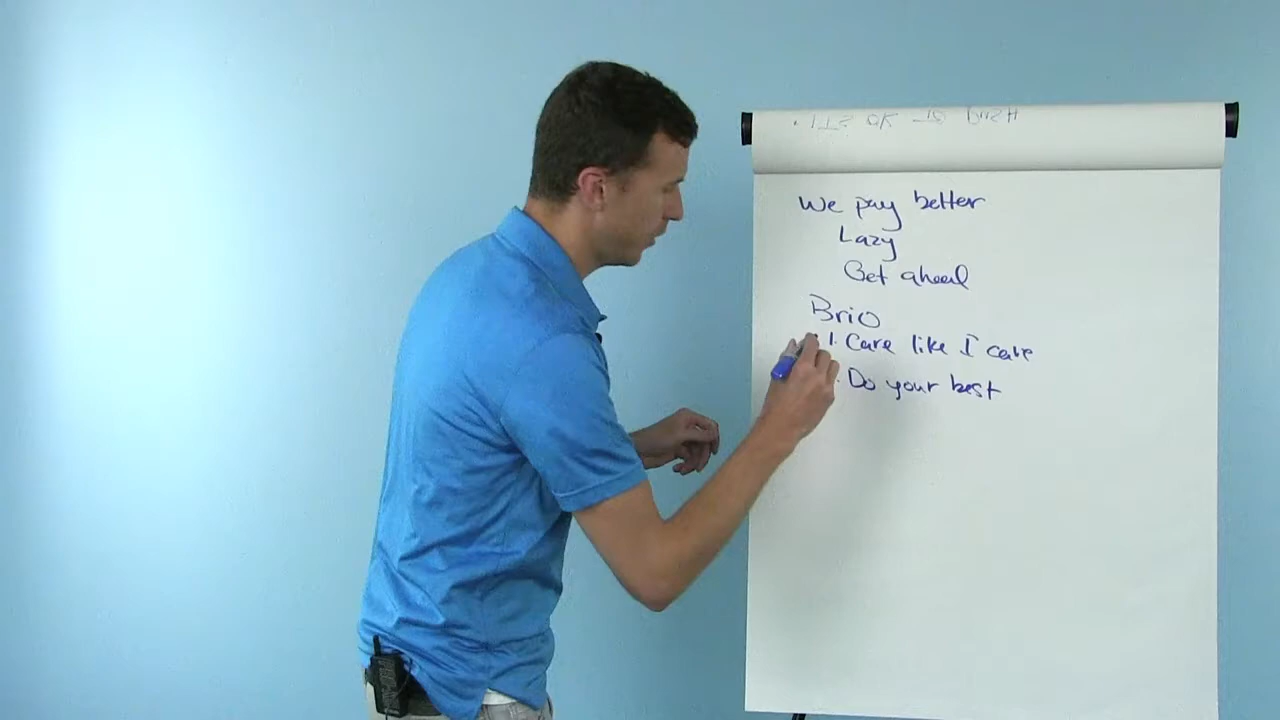 We pay better
Lazy
Get ahead
Brio
1. Care like I care
Do your best